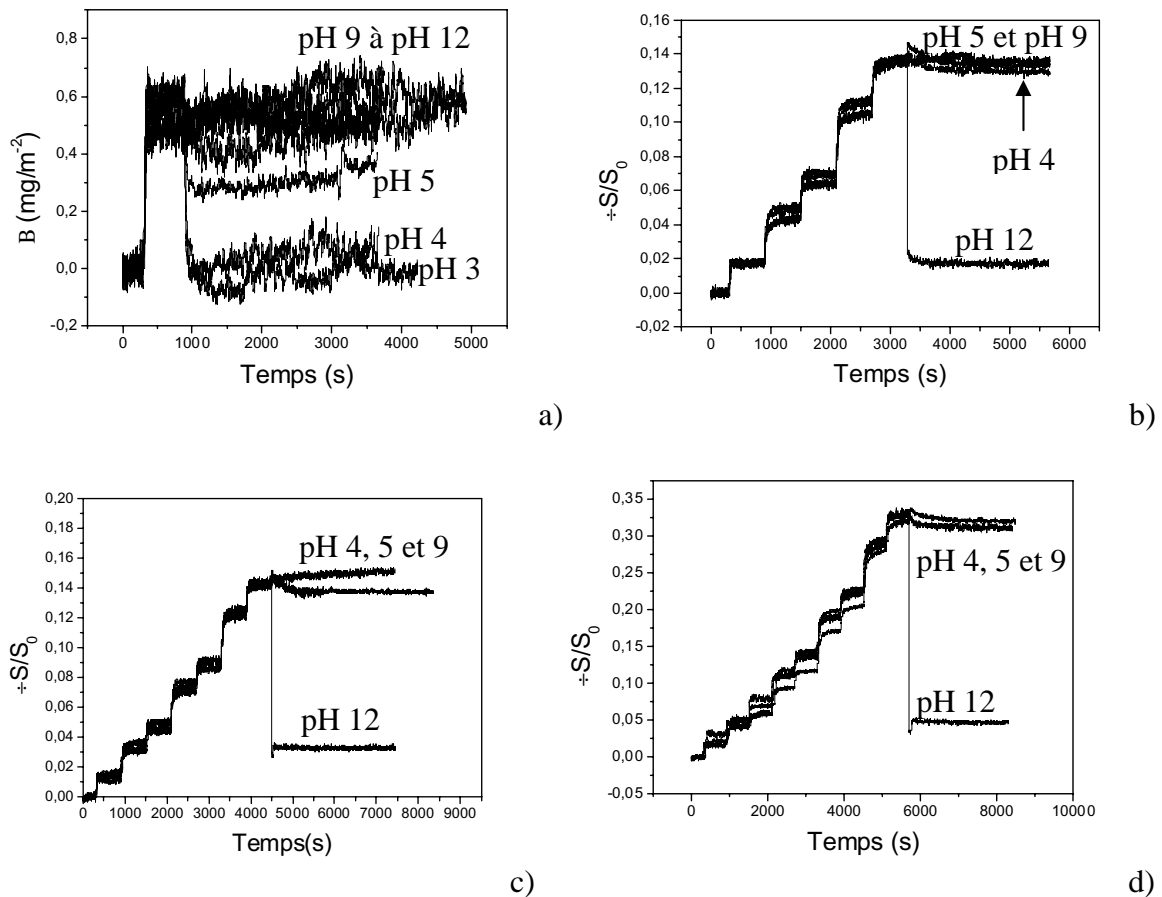 pH 9 à pH 12
pH 5
pH 4
pH 3
B (mg/m⁻²)
0,8
0,6
0,4
0,2
0,0
-0,2
0 1000 2000 3000 4000 5000
Temps (s)
a)
pH 5 et pH 9
pH 4
pH 12
÷S/S₀
0,16
0,14
0,12
0,10
0,08
0,06
0,04
0,02
0,00
-0,02
0 1000 2000 3000 4000 5000 6000
Temps (s)
b)
pH 4, 5 et 9
pH 12
÷S/S₀
0,20
0,18
0,16
0,14
0,12
0,10
0,08
0,06
0,04
0,02
0,00
0 1000 2000 3000 4000 5000 6000 7000 8000 9000
Temps(s)
c)
pH 4, 5 et 9
pH 12
÷S/S₀
0,35
0,30
0,25
0,20
0,15
0,10
0,05
0,00
-0,05
0 2000 4000 6000 8000 10000
Temps (s)
d)